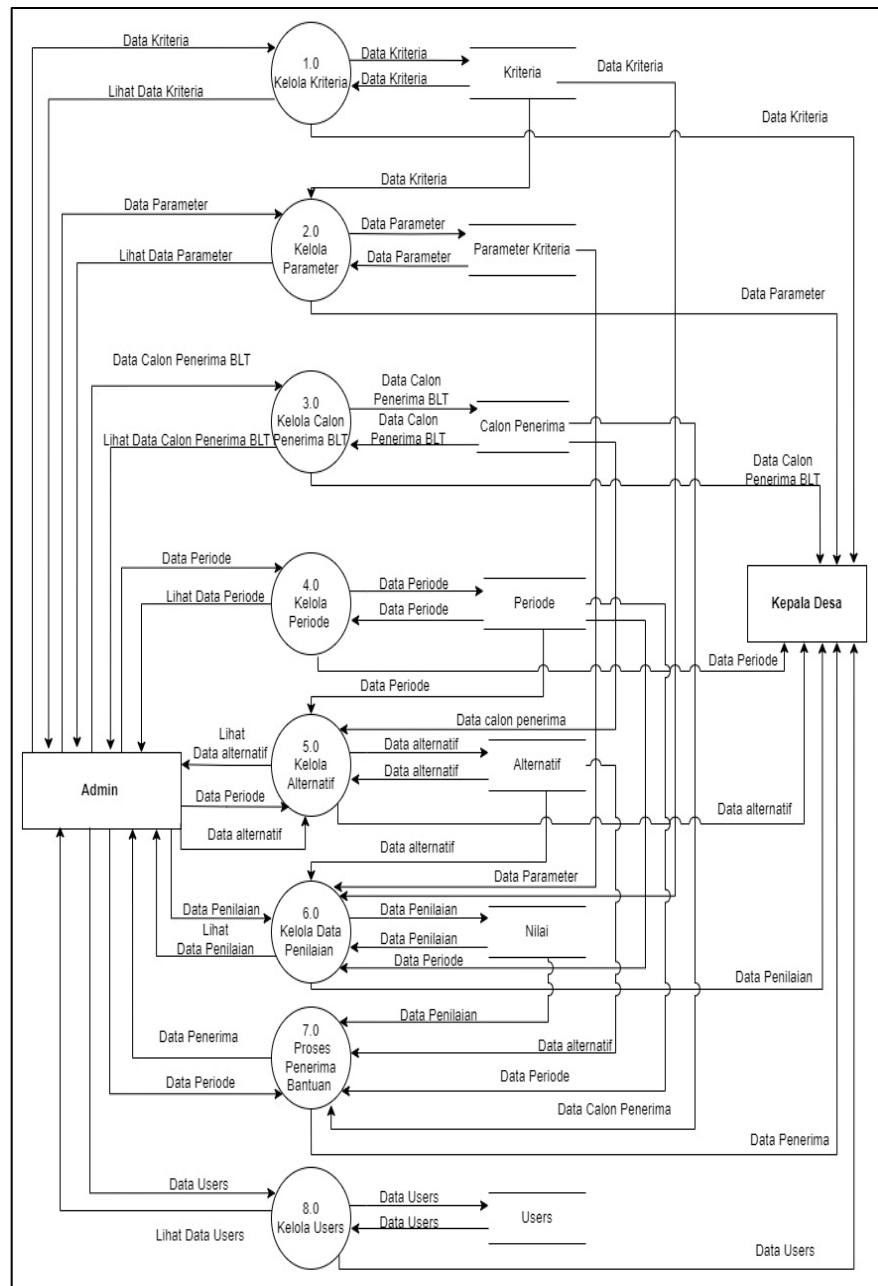 Data Kriteria
1.0
Kelola Kriteria
Data Kriteria
Data Kriteria
Kriteria
Data Kriteria
Lihat Data Kriteria
Data Kriteria
Data Kriteria
Data Parameter
2.0
Kelola
Parameter
Data Parameter
Data Parameter
Parameter Kriteria
Lihat Data Parameter
Data Parameter
Data Calon Penerima BLT
3.0
Kelola Calon
Penerima BLT
Data Calon
Penerima BLT
Data Calon
Penerima BLT
Calon Penerima
Lihat Data Calon Penerima BLT
Data Calon
Penerima BLT
Data Periode
4.0
Kelola
Periode
Data Periode
Data Periode
Periode
Lihat Data Periode
Kepala Desa
Data Periode
Data Periode
Data calon penerima
Lihat
Data alternatif
5.0
Kelola
Alternatif
Data alternatif
Data alternatif
Alternatif
Admin
Data Periode
Data alternatif
Data alternatif
Data alternatif
Data Parameter
6.0
Kelola Data
Penilaian
Data Penilaian
Lihat
Data Penilaian
Data Penilaian
Data Penilaian
Nilai
Data Periode
Data Penilaian
Data Penilaian
7.0
Proses
Penerima
Bantuan
Data Penerima
Data alternatif
Data Periode
Data Periode
Data Calon Penerima
Data Penerima
Data Users
8.0
Kelola Users
Data Users
Data Users
Users
Lihat Data Users
Data Users